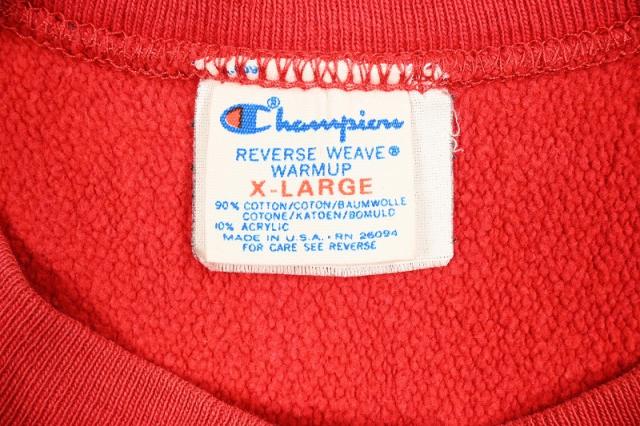 Champion®
REVERSE WEAVE®
WARMUP
X-LARGE
90% COTTON/COTON/BAUMWOLLE
COTONE/KATOEN/BOMULD
10% ACRYLIC
MADE IN U.S.A. · RN 26094
FOR CARE SEE REVERSE